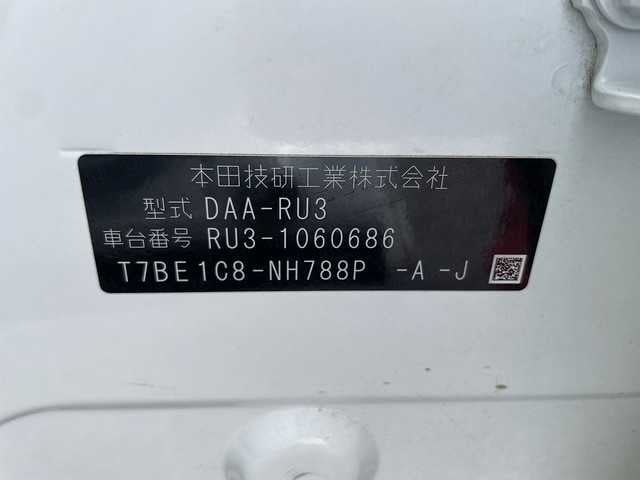 本田技研工業株式会社
型式 DAA-RU3
車台番号 RU3-1060686
T7BE1C8-NH788P -A -J